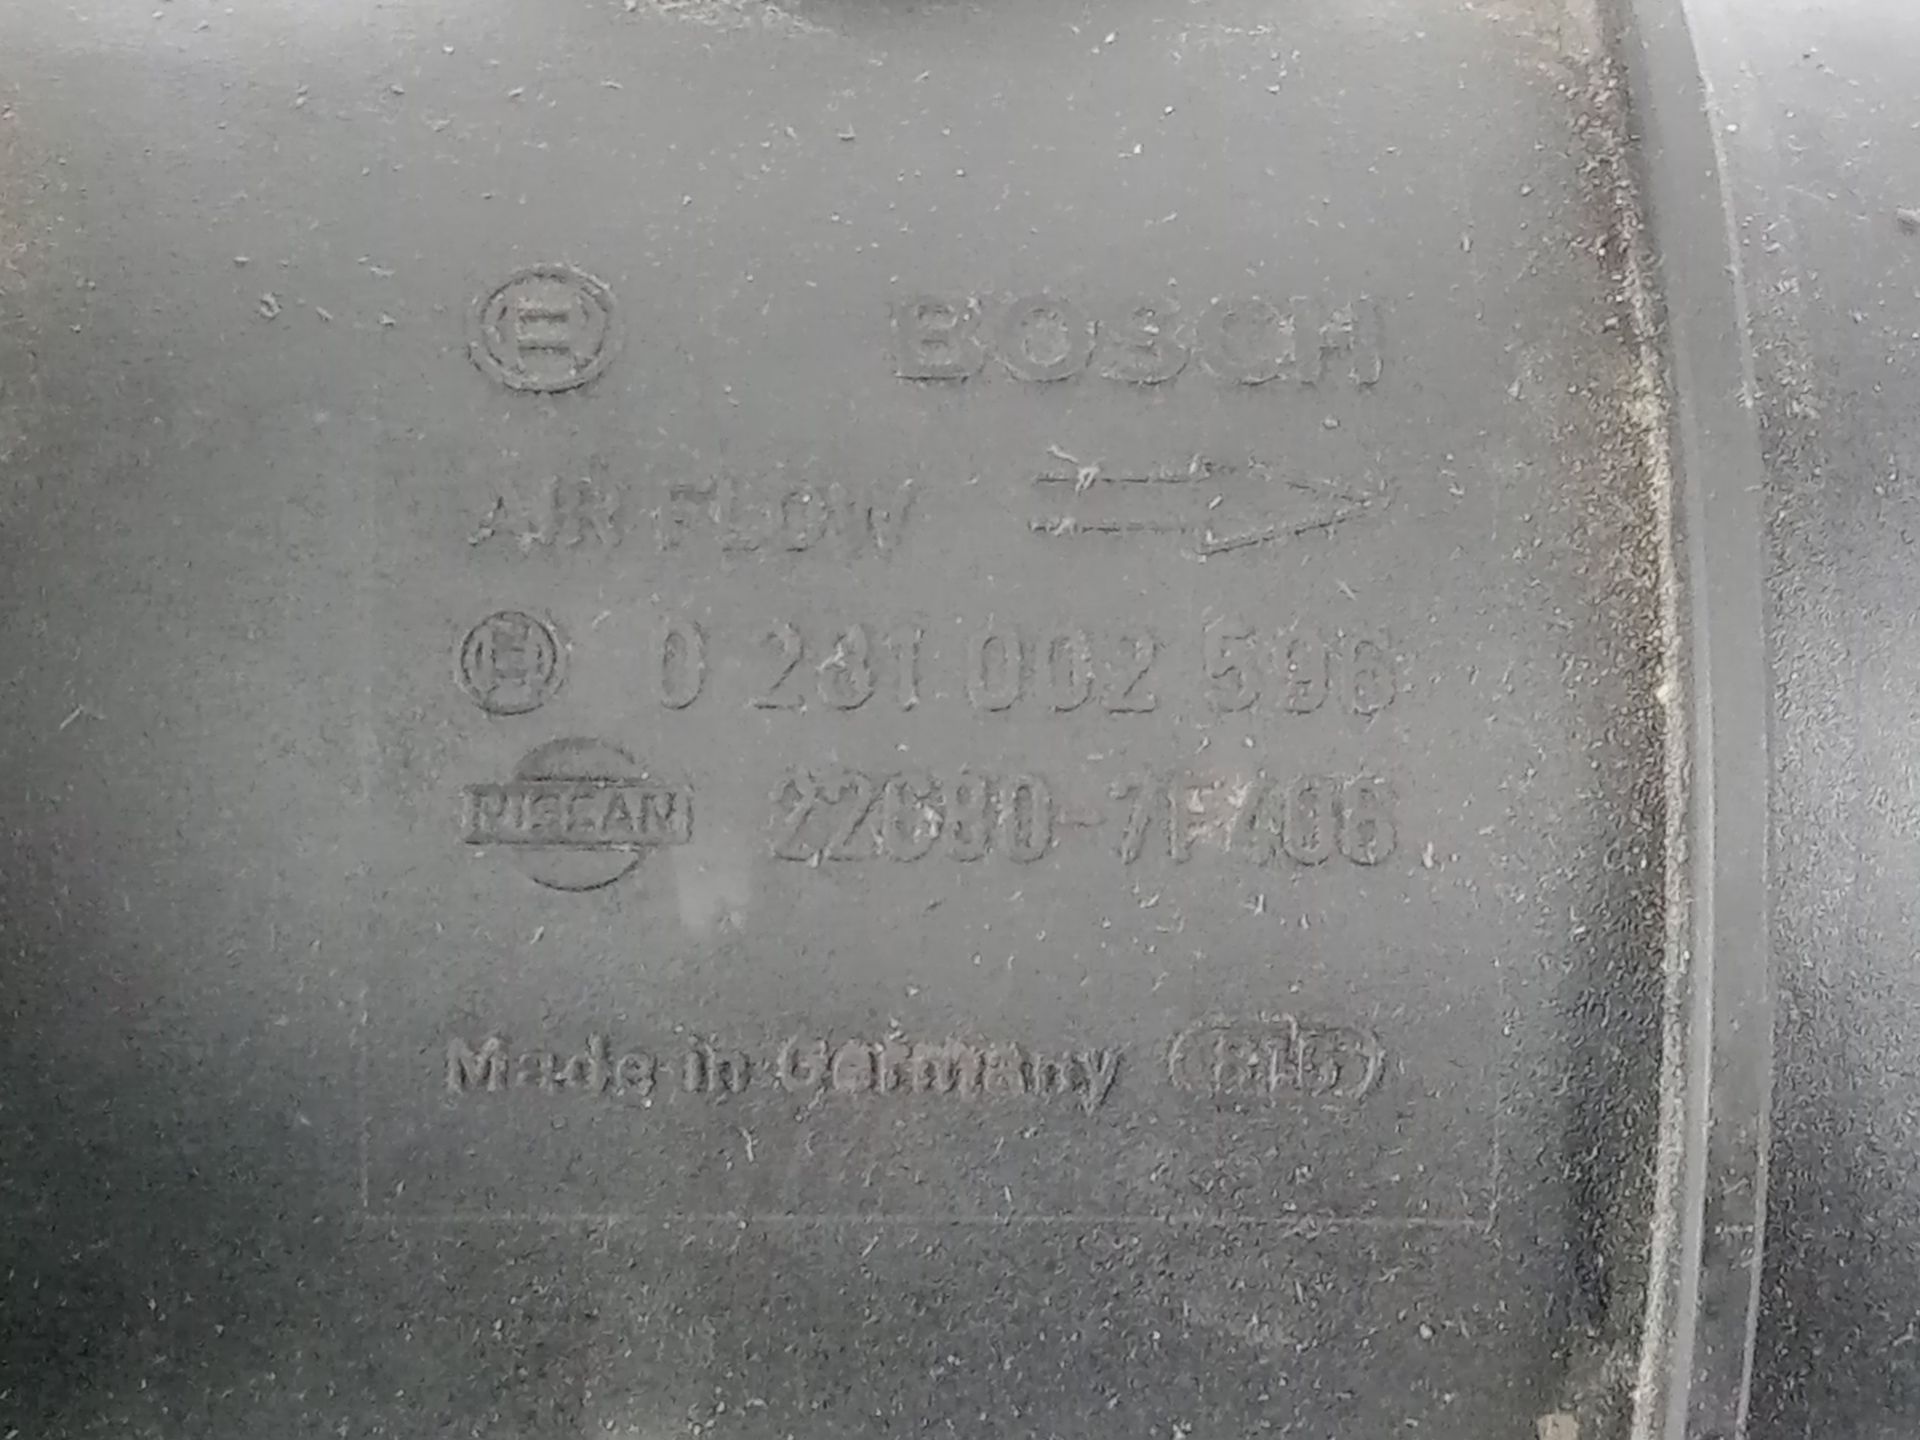 BOSCH
AIR FLOW
0 281 002 596
NISSAN 22680-7F406
Made in Germany